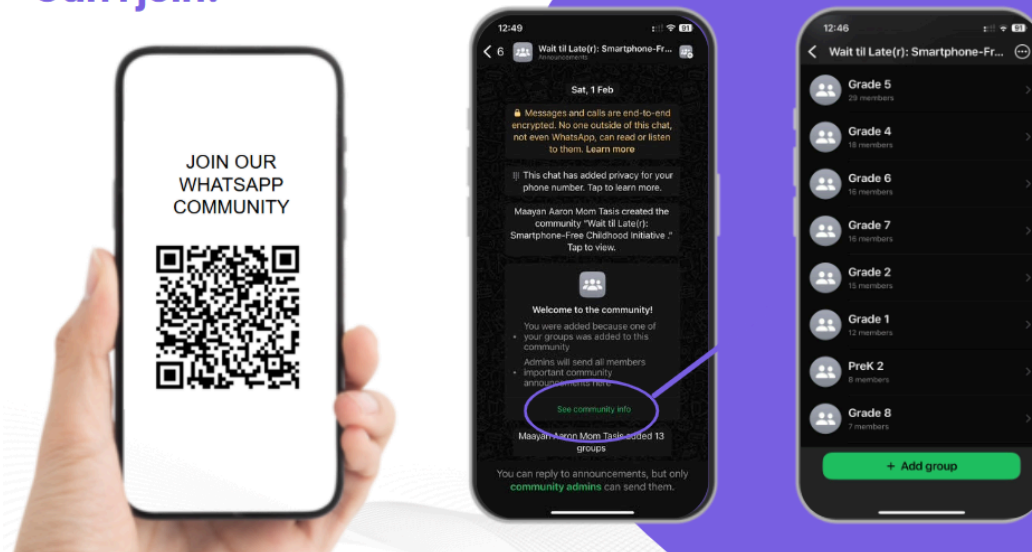 JOIN OUR
WHATSAPP
COMMUNITY
12:49
91
6
Wait til Late(r): Smartphone-Fr...
Announcements
Sat, 1 Feb
Messages and calls are end-to-end
encrypted. No one outside of this chat,
not even WhatsApp, can read or listen
to them. Learn more
This chat has added privacy for your
phone number. Tap to learn more.
Maayan Aaron Mom Tasis created the
community "Wait til Late(r):
Smartphone-Free Childhood Initiative ."
Tap to view.
Welcome to the community!
You were added because one of
your groups was added to this
community
Admins will send all members
important community
announcements here
See community info
Maayan Aaron Mom Tasis added 13
groups
You can reply to announcements, but only
community admins can send them.
12:46
91
Wait til Late(r): Smartphone-Fr...
Grade 5
29 members
Grade 4
18 members
Grade 6
16 members
Grade 7
16 members
Grade 2
15 members
Grade 1
12 members
PreK 2
8 members
Grade 8
7 members
+ Add group